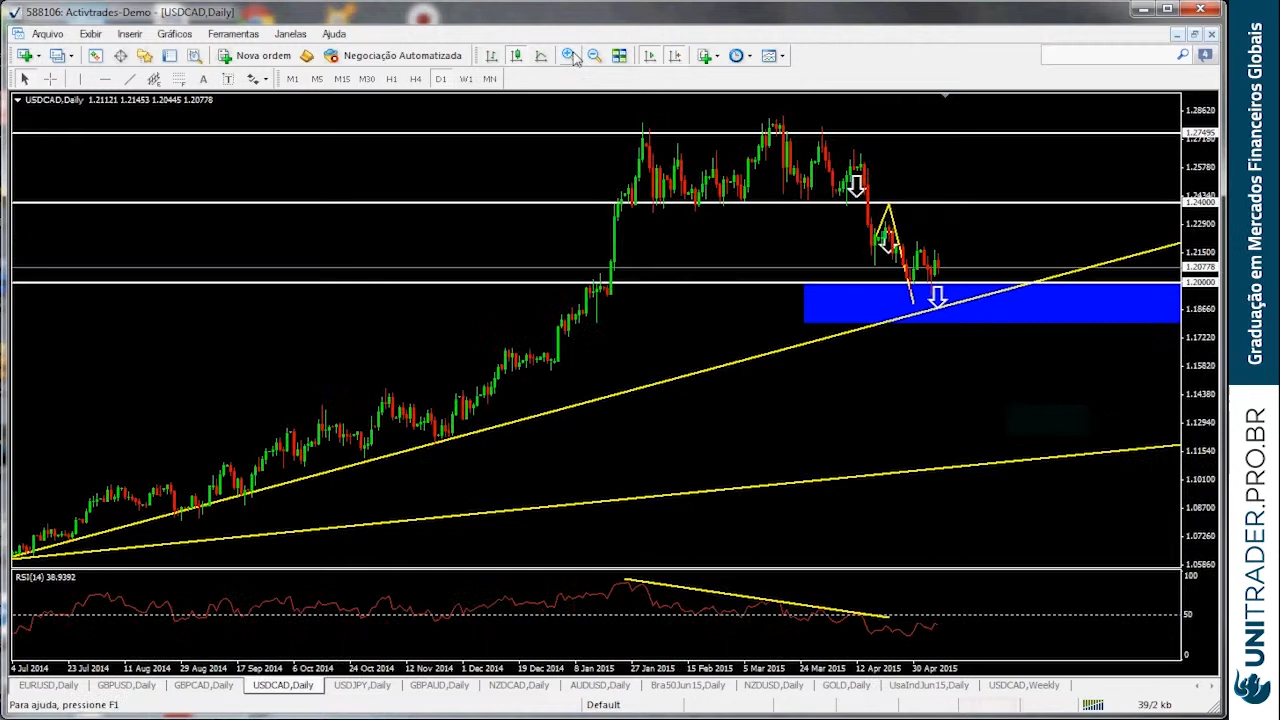 588106: Activtrades-Demo - [USDCAD,Daily]
Arquivo Exibir Inserir Gráficos Ferramentas Janelas Ajuda
Nova ordem Negociação Automatizada
4
A T M1 M5 M15 M30 H1 H4 D1 W1 MN
USDCAD,Daily 1.21121 1.21453 1.20445 1.20778
1.28620
1.27495
1.25780
1.24000
1.22900
1.21500
1.20778
1.20000
1.18660
1.17220
1.15820
1.14380
1.12940
1.11540
1.10100
1.08700
1.07260
1.05860
RSI(14) 38.9392
100
50
0
4 Jul 2014 23 Jul 2014 11 Aug 2014 29 Aug 2014 17 Sep 2014 6 Oct 2014 24 Oct 2014 12 Nov 2014 1 Dec 2014 19 Dec 2014 8 Jan 2015 27 Jan 2015 15 Feb 2015 5 Mar 2015 24 Mar 2015 12 Apr 2015 30 Apr 2015
EURUSD,Daily GBPUSD,Daily GBPCAD,Daily USDCAD,Daily USDJPY,Daily GBPAUD,Daily NZDCAD,Daily AUDUSD,Daily Bra50Jun15,Daily NZDUSD,Daily GOLD,Daily UsaIndJun15,Daily USDCAD,Weekly
Para ajuda, pressione F1 Default 39/2 kb
Graduação em Mercados Financeiros Globais
UNITRADER.PRO.BR